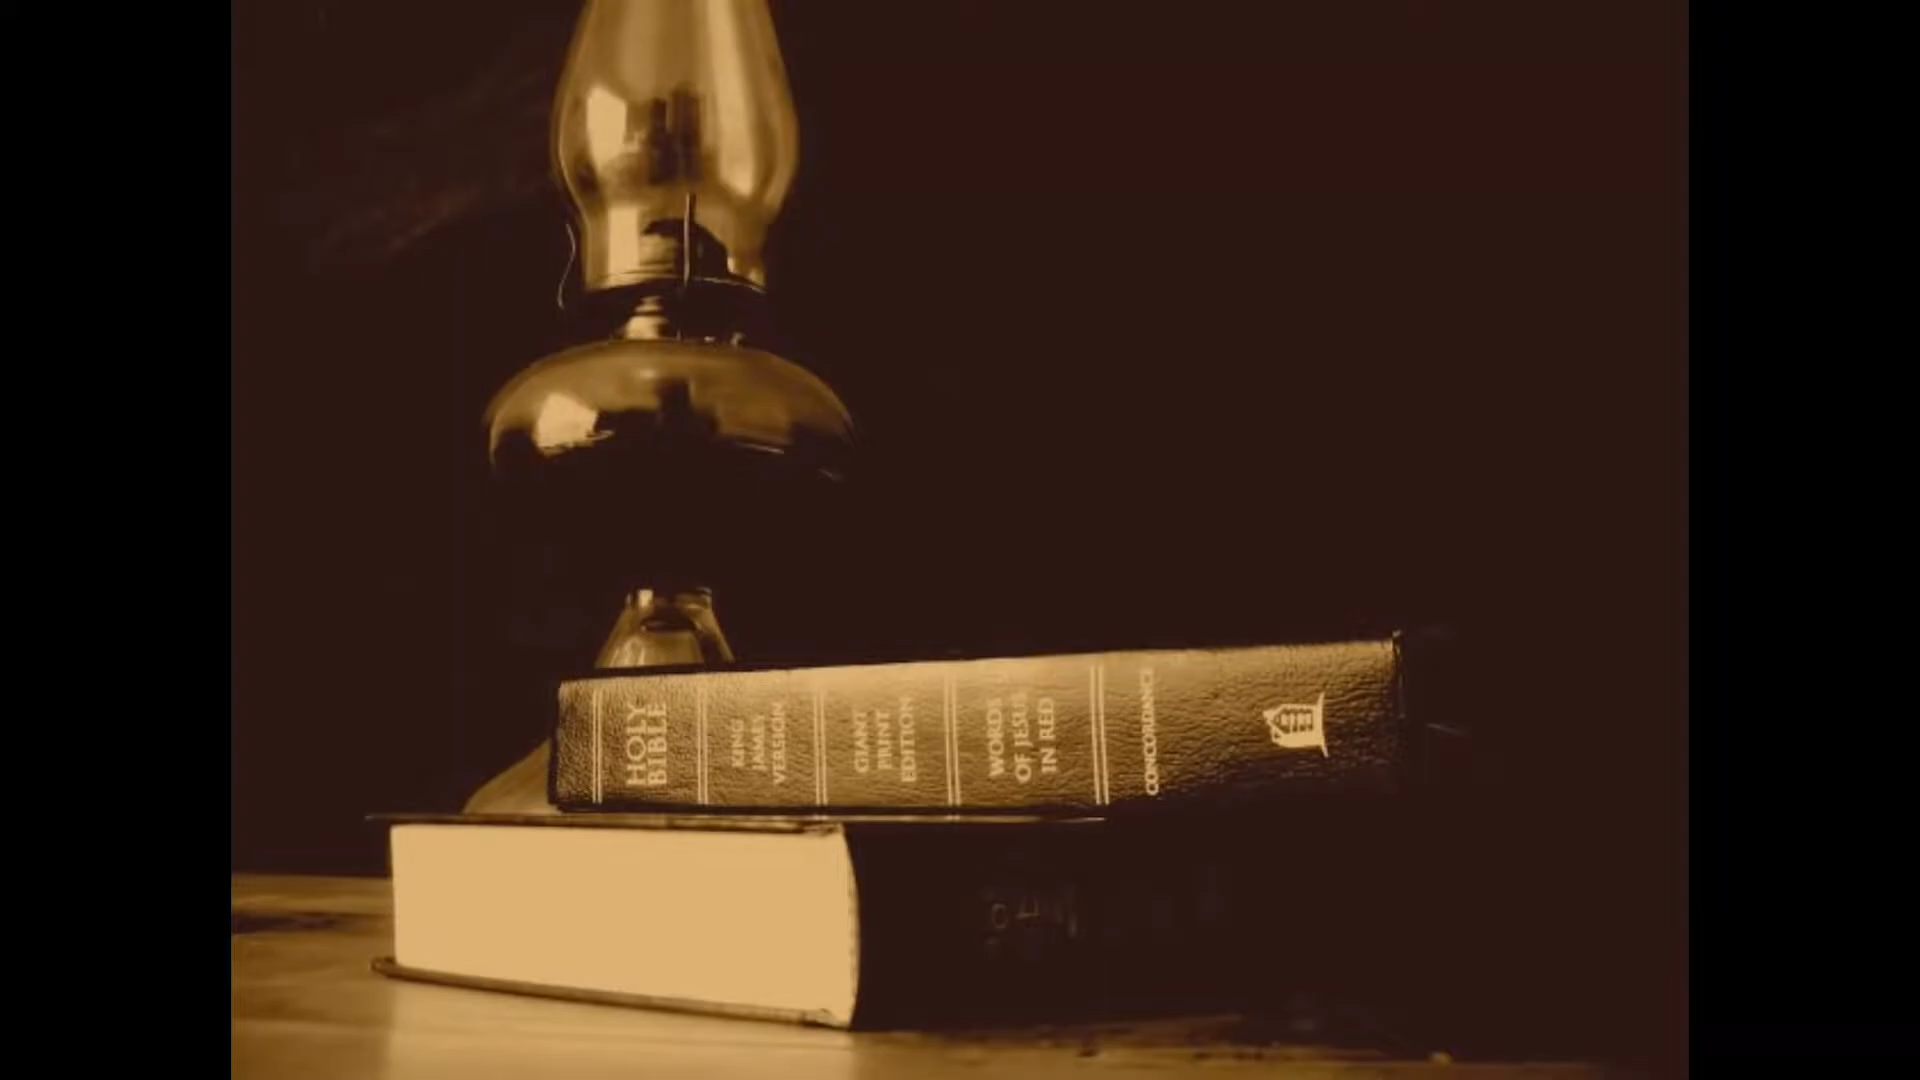 HOLY
BIBLE
KING
JAMES
VERSION
GIANT
PRINT
EDITION
WORDS
OF JESUS
IN RED
CONCORDANCE